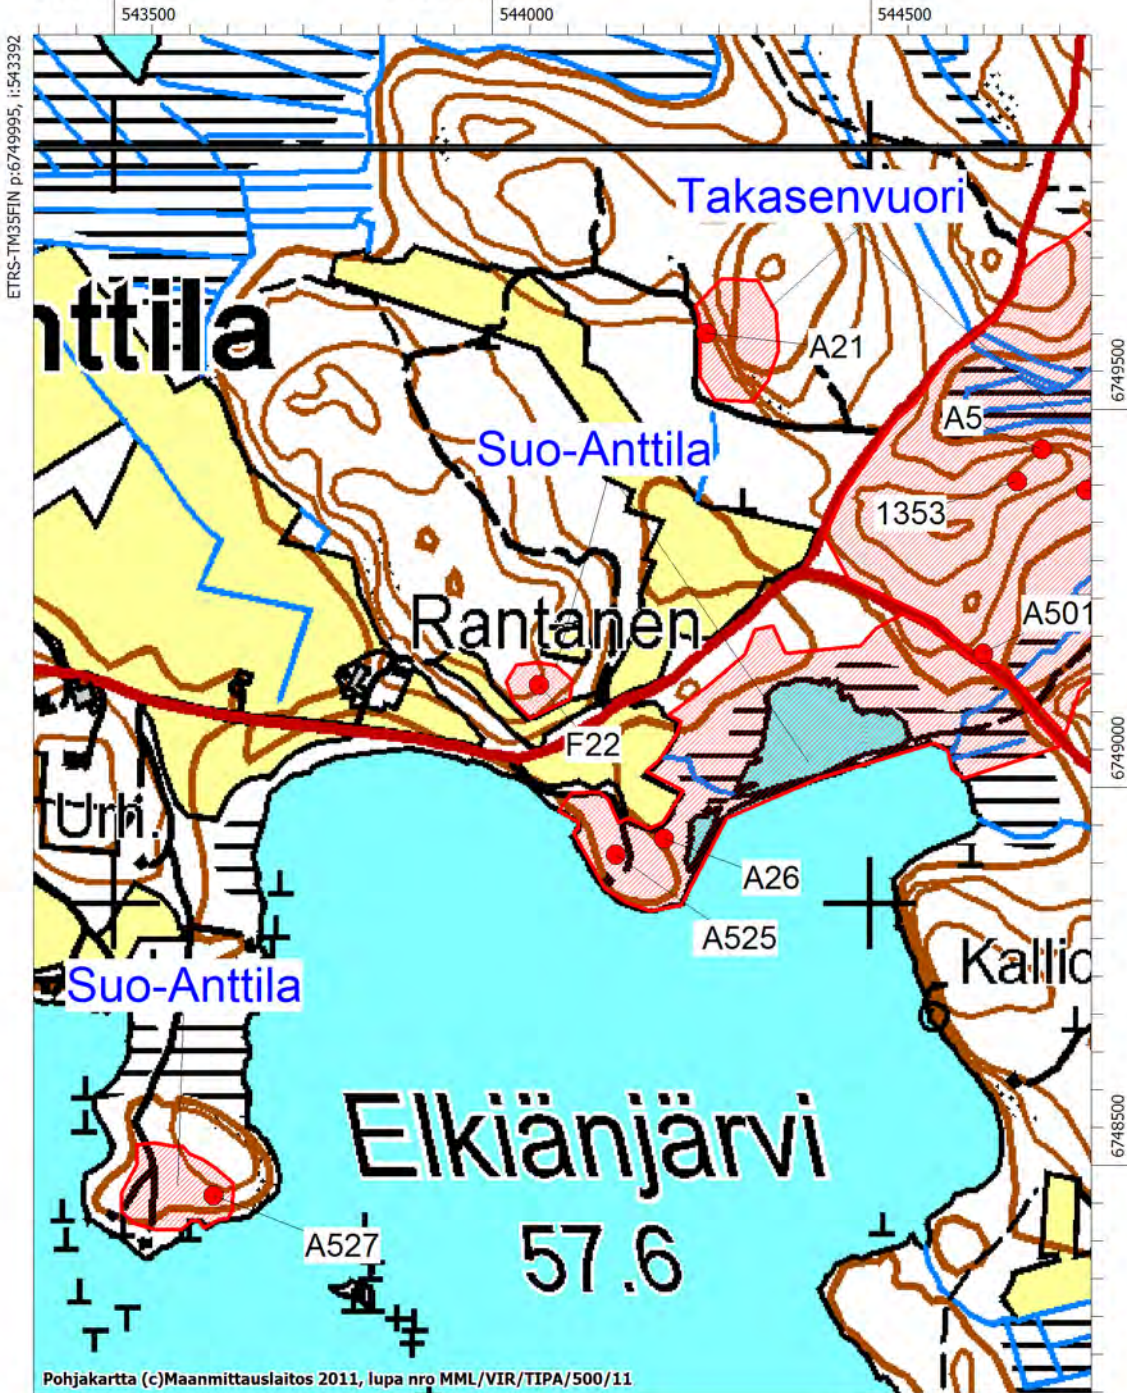 543500
544000
544500
ETRS-TM35FIN p:6749995, i:543392
Takasenvuori
nttila
A21
6749500
A5
Suo-Anttila
1353
A501
Rantanen
F22
6749000
Urh.
A26
A525
Kallio
Suo-Anttila
Elkiänjärvi
6748500
A527
57.6
Pohjakartta (c)Maanmittauslaitos 2011, lupa nro MML/VIR/TIPA/500/11